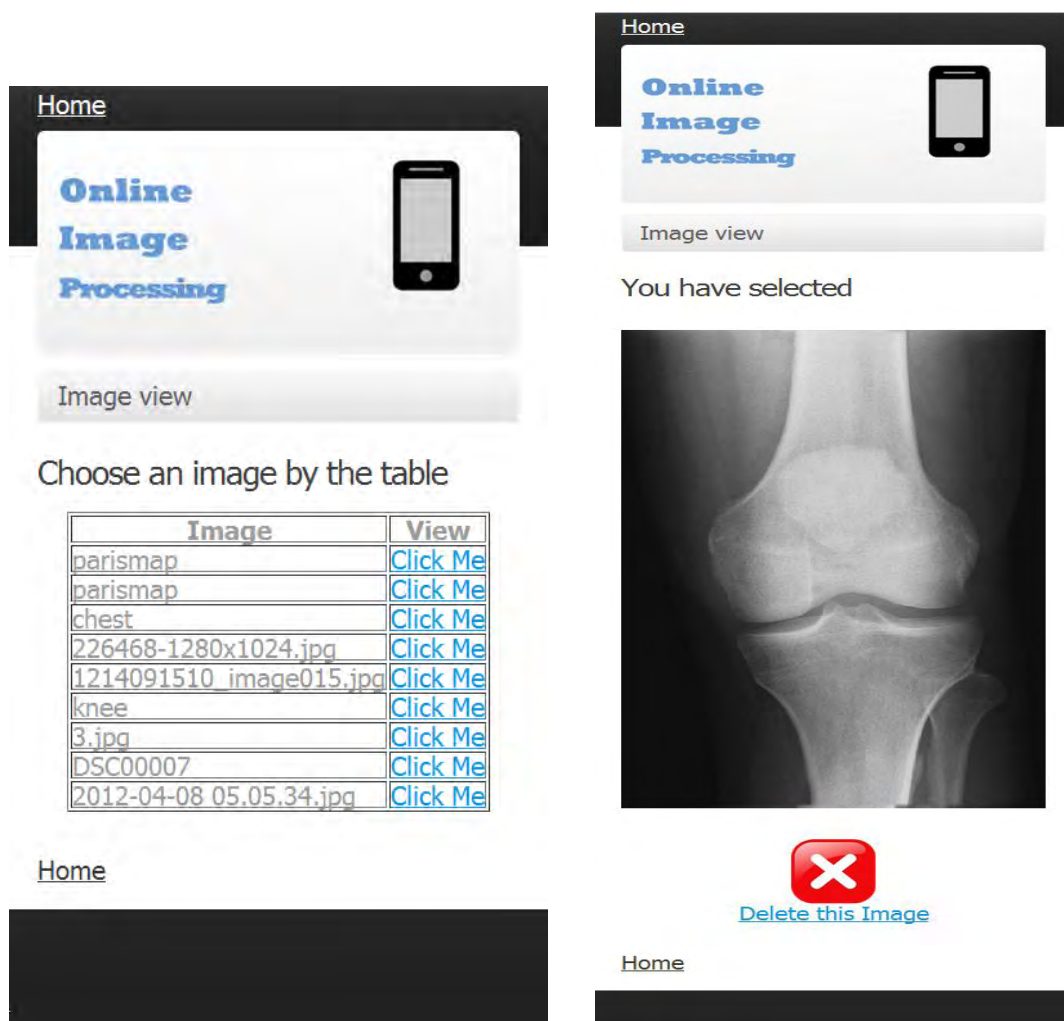 Home
Online
Image
Processing
Image view
Choose an image by the table
Image View
parismap Click Me
parismap Click Me
chest Click Me
226468-1280x1024.jpg Click Me
1214091510_image015.jpg Click Me
knee Click Me
3.jpg Click Me
DSC00007 Click Me
2012-04-08 05.05.34.jpg Click Me
Home
Home
Online
Image
Processing
Image view
You have selected
Delete this Image
Home